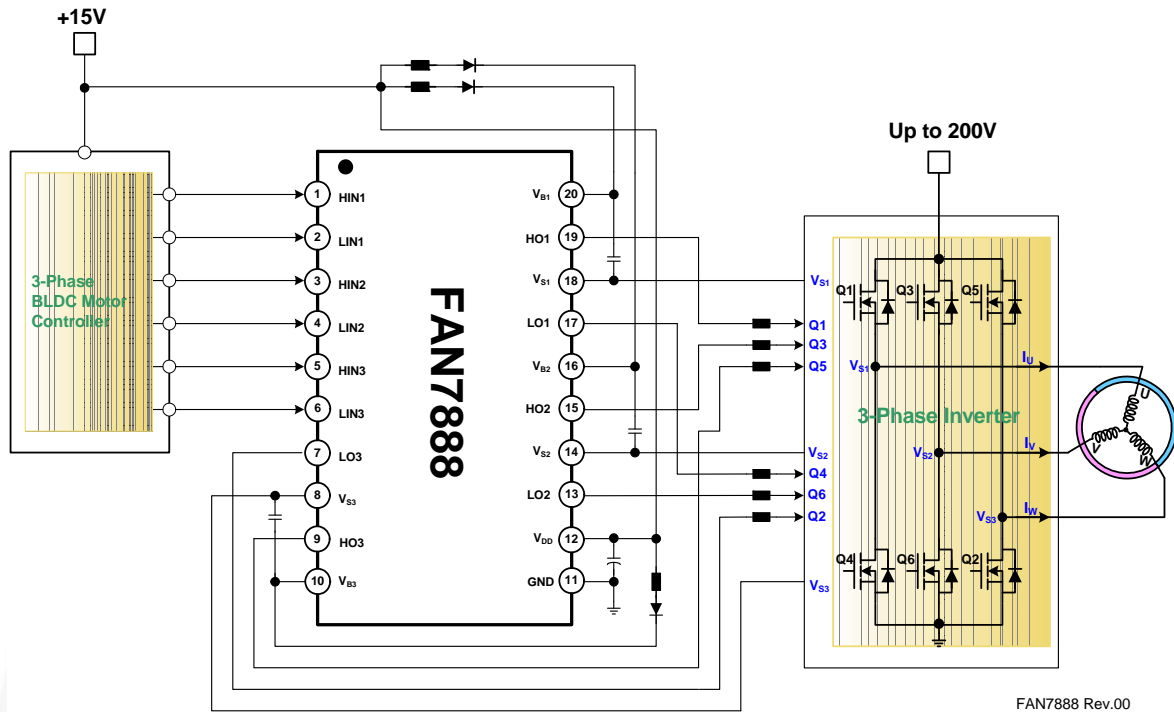 +15V
Up to 200V
3-Phase
BLDC Motor
Controller
1 HIN1
2 LIN1
3 HIN2
4 LIN2
5 HIN3
6 LIN3
7 LO3
8 VS3
9 HO3
10 VB3
FAN7888
VB1 20
HO1 19
VS1 18
LO1 17
VB2 16
HO2 15
VS2 14
LO2 13
VDD 12
GND 11
VS1
Q1
Q3
Q5
VS2
Q4
Q6
Q2
VS3
Q1
Q3
Q5
VS1
IU
3-Phase Inverter
VS2
IV
VS3
IW
Q4
Q6
Q2
U
V
W
FAN7888 Rev.00